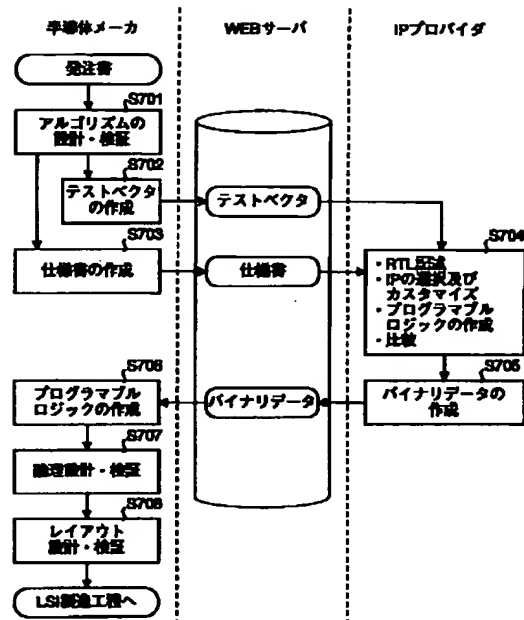 半導体メーカ
WEBサーバ
IPプロバイダ
発注書
S701
アルゴリズムの
設計・検証
S702
テストベクタ
の作成
テストベクタ
S703
仕様書の作成
仕様書
S704
・RTL記述
・IPの選択及び
カスタマイズ
・プログラマブル
ロジックの作成
・比較
S705
バイナリデータの
作成
バイナリデータ
S706
プログラマブル
ロジックの作成
S707
論理設計・検証
S708
レイアウト
設計・検証
LSI製造工程へ